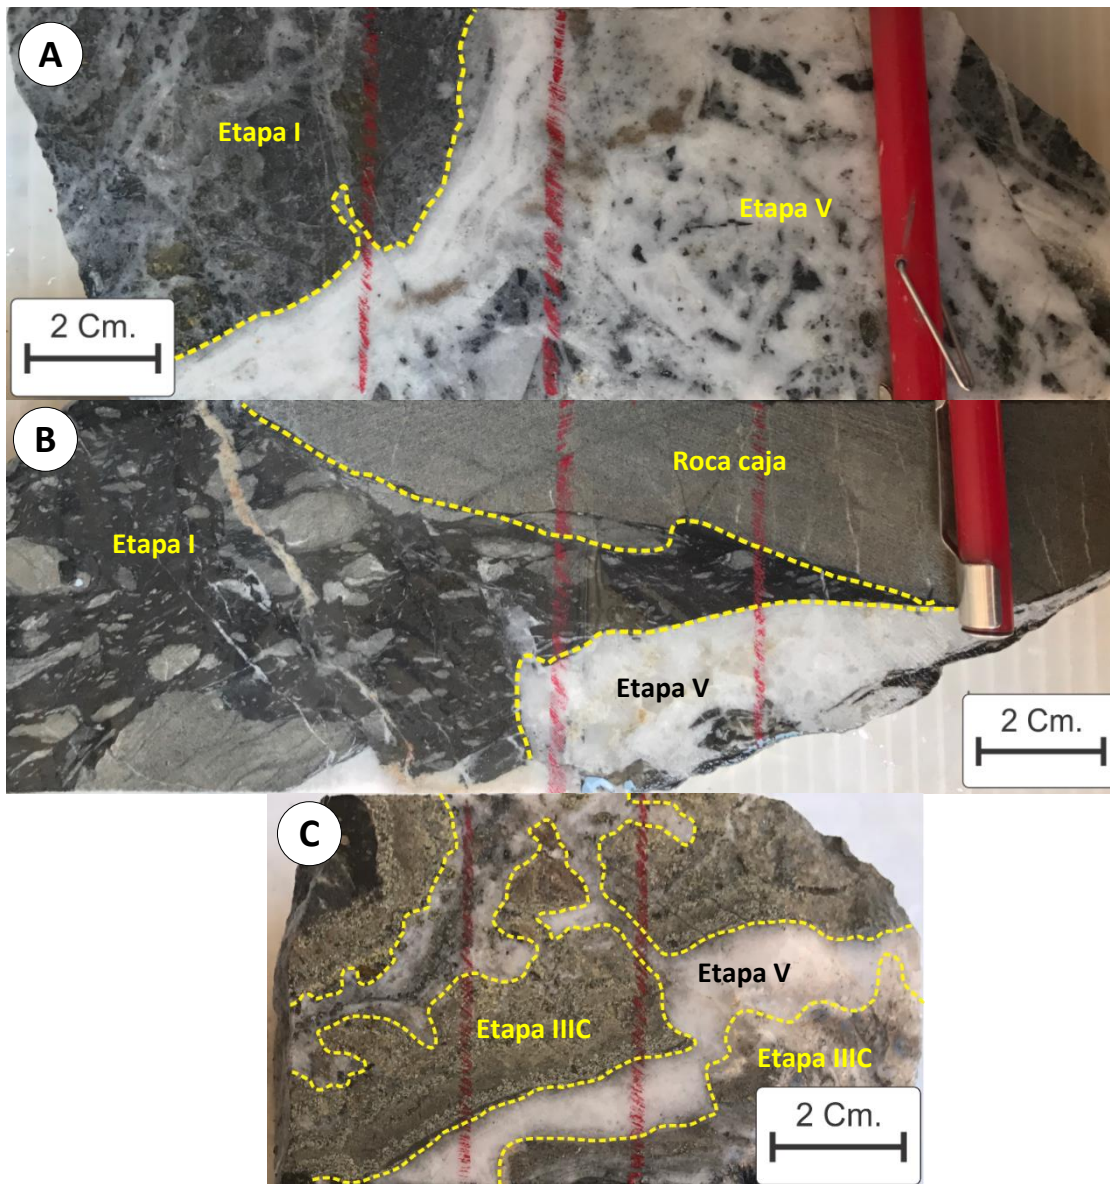 A
Etapa I
Etapa V
2 Cm.
B
Roca caja
Etapa I
Etapa V
2 Cm.
C
Etapa V
Etapa IIIC
Etapa IIIC
2 Cm.